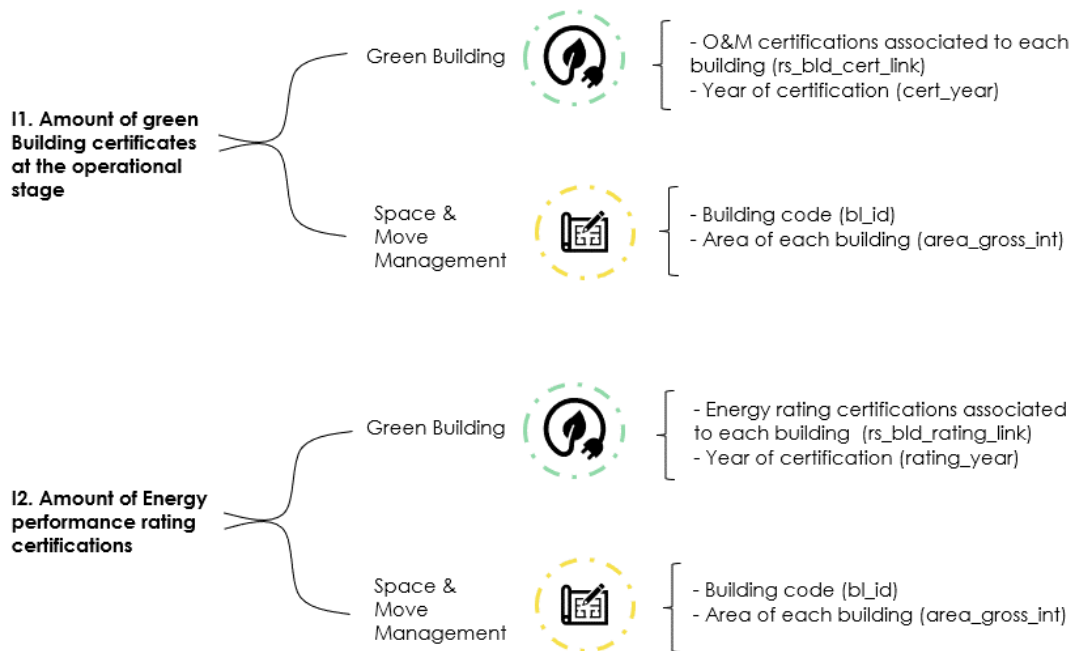 I1. Amount of green
Building certificates
at the operational
stage
Green Building
- O&M certifications associated to each
building (rs_bld_cert_link)
- Year of certification (cert_year)
Space &
Move
Management
- Building code (bl_id)
- Area of each building (area_gross_int)
I2. Amount of Energy
performance rating
certifications
Green Building
- Energy rating certifications associated
to each building (rs_bld_rating_link)
- Year of certification (rating_year)
Space &
Move
Management
- Building code (bl_id)
- Area of each building (area_gross_int)